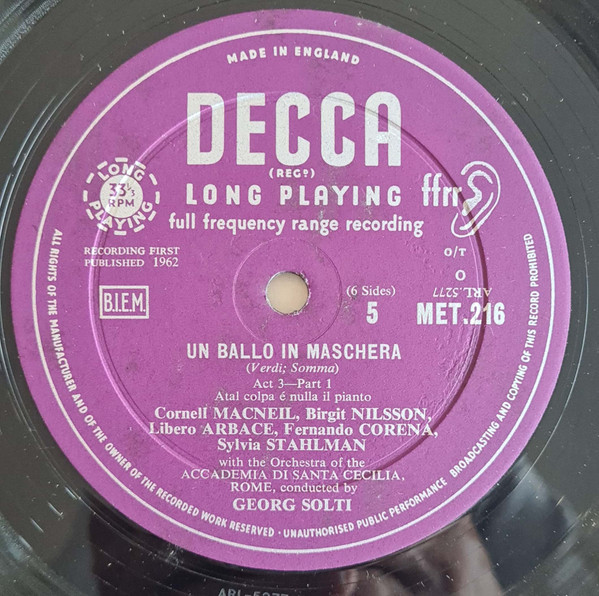 MADE IN ENGLAND
DECCA
(REGD)
LONG PLAYING
33⅓
RPM
LONG PLAYING ffrr
full frequency range recording
RECORDING FIRST
PUBLISHED 1962
O/T
O
ARL.5277
B.I.E.M.
(6 Sides)
5
MET.216
UN BALLO IN MASCHERA
(Verdi; Somma)
Act 3—Part 1
Atal colpa é nulla il pianto
Cornell MACNEIL, Birgit NILSSON,
Libero ARBACE, Fernando CORENA,
Sylvia STAHLMAN
with the Orchestra of the
ACCADEMIA DI SANTA CECILIA,
ROME, conducted by
GEORG SOLTI
ALL RIGHTS OF THE MANUFACTURER AND OF THE OWNER OF THE RECORDED WORK RESERVED · UNAUTHORISED PUBLIC PERFORMANCE BROADCASTING AND COPYING OF THIS RECORD PROHIBITED